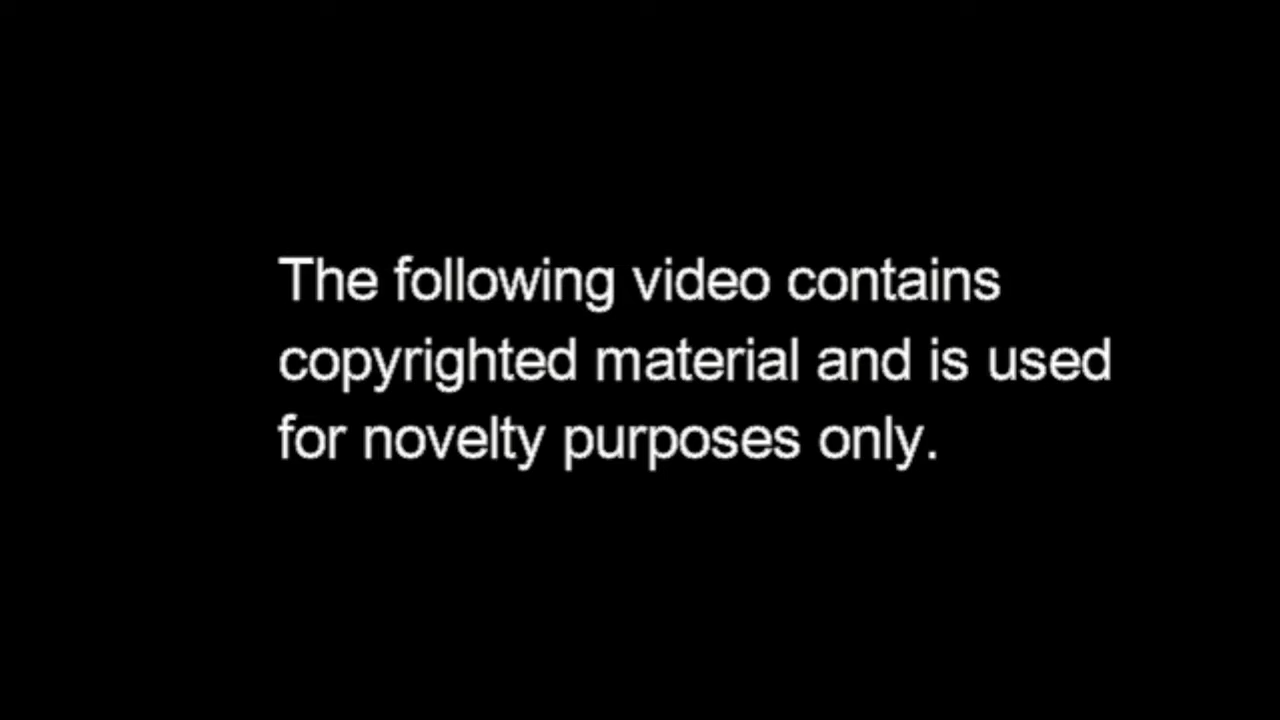 The following video contains
copyrighted material and is used
for novelty purposes only.